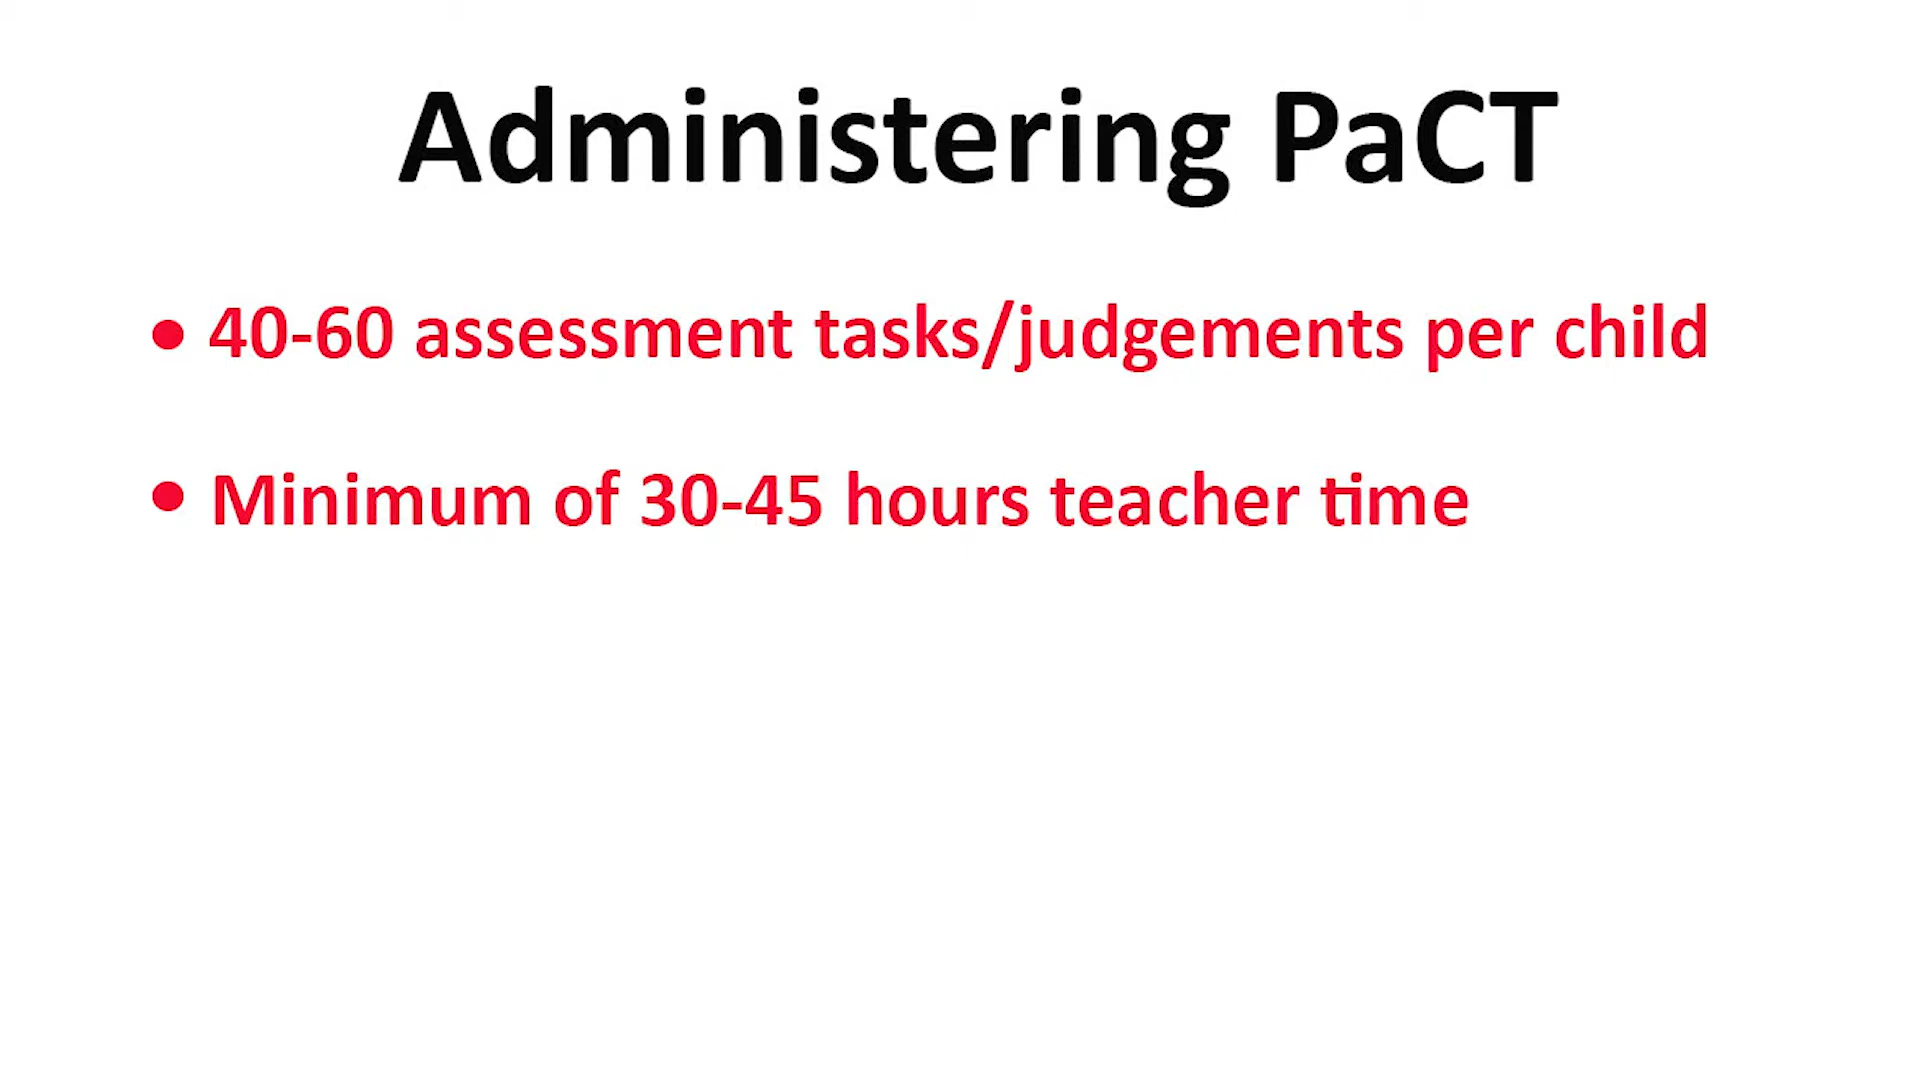 Administering PaCT
• 40-60 assessment tasks/judgements per child
• Minimum of 30-45 hours teacher time